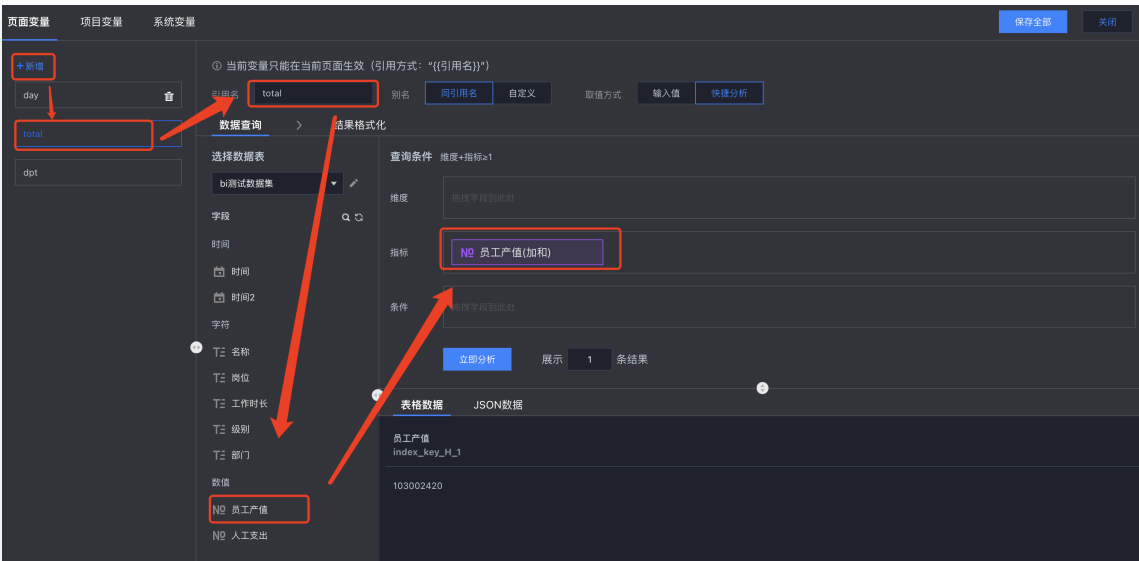 页面变量 项目变量 系统变量 保存全部 关闭
+新增
day
total
dpt
当前变量只能在当前页面生效（引用方式："{{引用名}}"）
引用名 total 别名 同引用名 自定义 取值方式 输入值 快捷分析
数据查询 > 结果格式化
选择数据表
bi测试数据集
字段
时间
时间
时间2
字符
T 名称
T 岗位
T 工作时长
T 级别
T 部门
数值
Nº 员工产值
Nº 人工支出
查询条件 维度+指标≥1
维度 拖拽字段到此处
指标 Nº 员工产值(加和)
条件 拖拽字段到此处
立即分析 展示 1 条结果
表格数据 JSON数据
员工产值
index_key_H_1
103002420